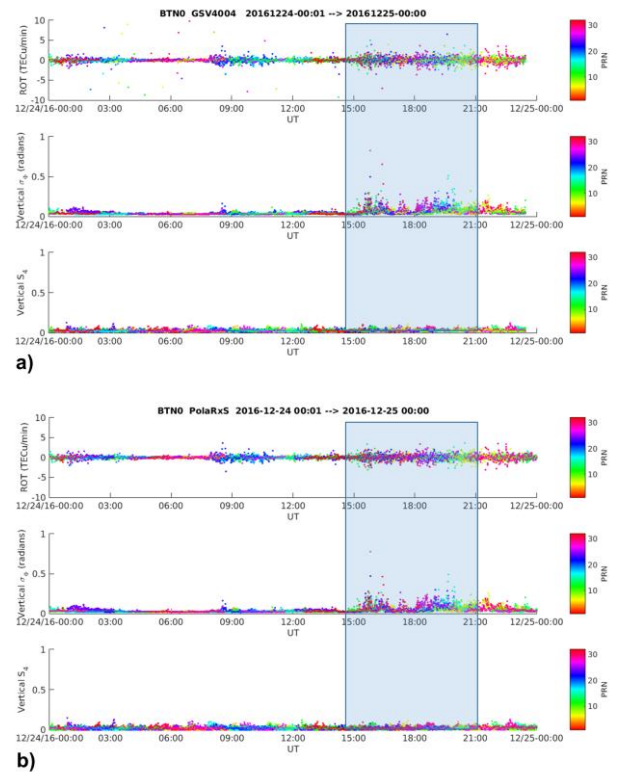 BTN0 GSV4004 20161224-00:01 --> 20161225-00:00
10
5
0
-5
-10
ROT (TECu/min)
12/24/16-00:00 03:00 06:00 09:00 12:00 15:00 18:00 21:00 12/25-00:00
UT
30
20
10
PRN
1
0.5
0
Vertical σφ (radians)
12/24/16-00:00 03:00 06:00 09:00 12:00 15:00 18:00 21:00 12/25-00:00
UT
30
20
10
PRN
1
0.5
0
Vertical S4
12/24/16-00:00 03:00 06:00 09:00 12:00 15:00 18:00 21:00 12/25-00:00
UT
30
20
10
PRN
a)
BTN0 PolaRxS 2016-12-24 00:01 --> 2016-12-25 00:00
10
5
0
-5
-10
ROT (TECu/min)
12/24/16-00:00 03:00 06:00 09:00 12:00 15:00 18:00 21:00 12/25-00:00
UT
30
20
10
PRN
1
0.5
0
Vertical σφ (radians)
12/24/16-00:00 03:00 06:00 09:00 12:00 15:00 18:00 21:00 12/25-00:00
UT
30
20
10
PRN
1
0.5
0
Vertical S4
12/24/16-00:00 03:00 06:00 09:00 12:00 15:00 18:00 21:00 12/25-00:00
UT
30
20
10
PRN
b)